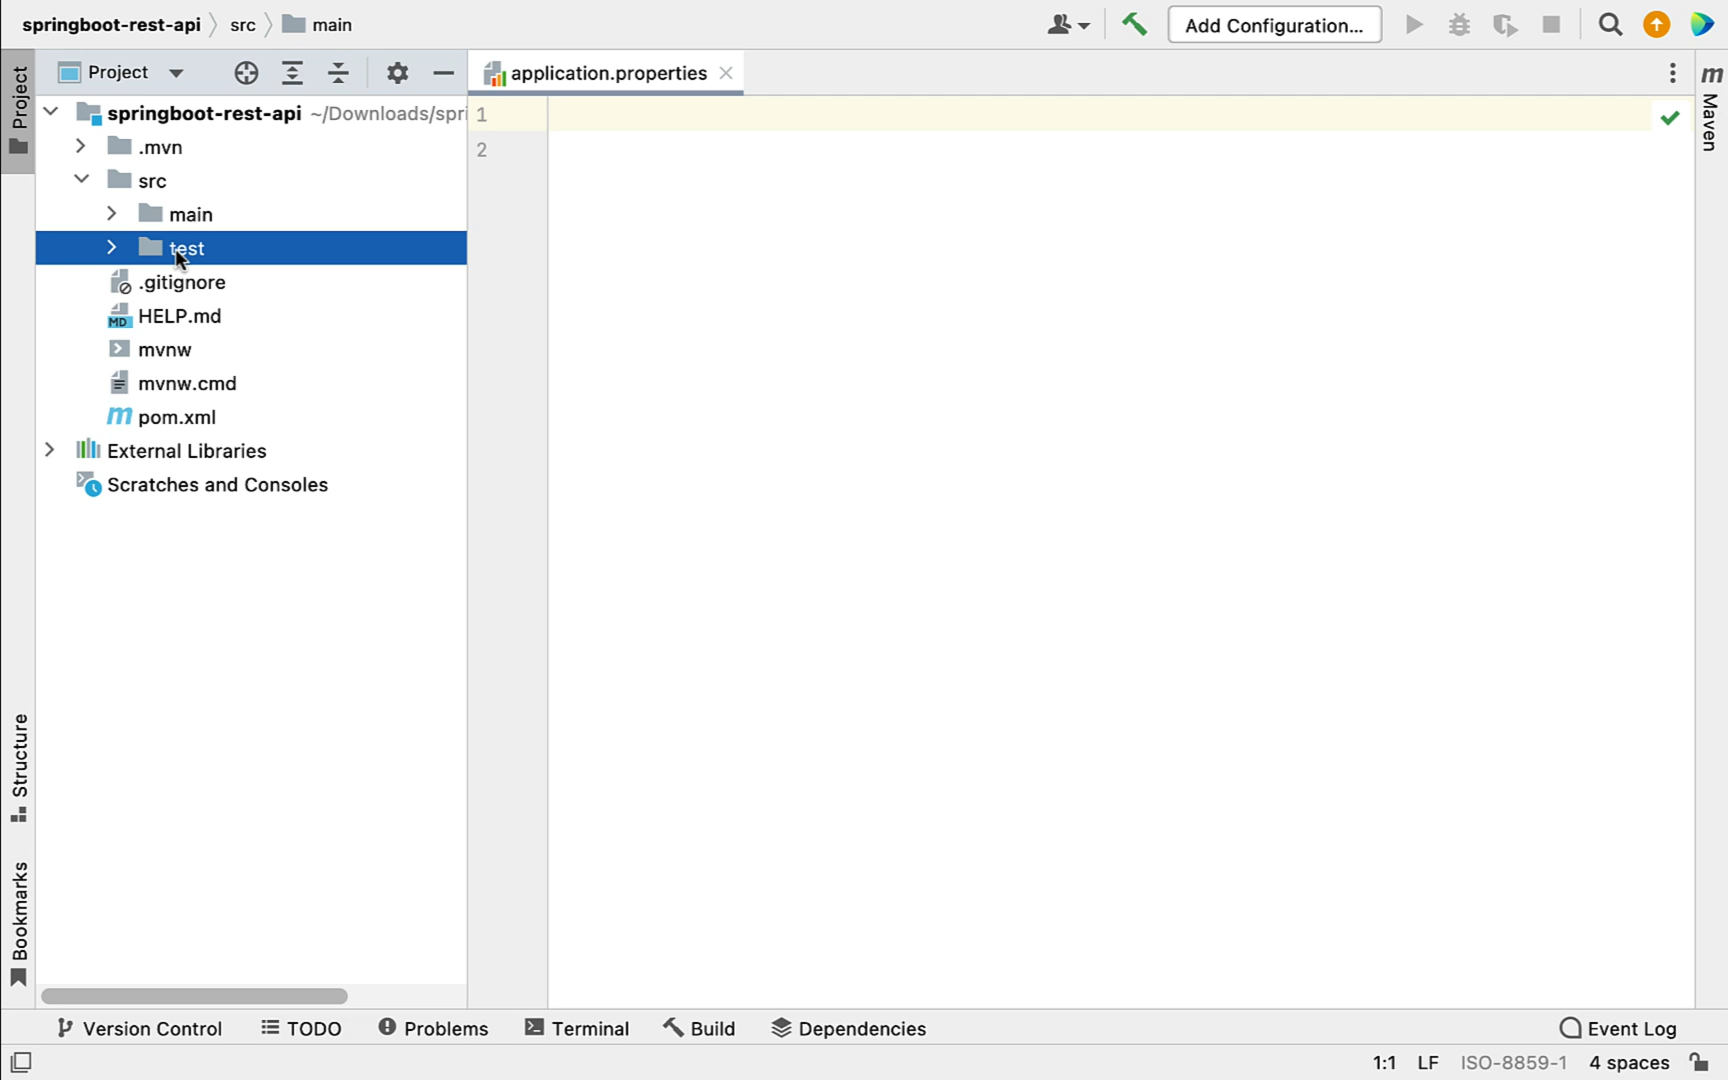 springboot-rest-api 〉 src 〉 main
Add Configuration...
Project
application.properties
Project
Maven
springboot-rest-api ~/Downloads/spri
1
.mvn
2
src
main
test
.gitignore
MD HELP.md
mvnw
mvnw.cmd
pom.xml
External Libraries
Scratches and Consoles
Structure
Bookmarks
Version Control TODO Problems Terminal Build Dependencies Event Log
1:1 LF ISO-8859-1 4 spaces